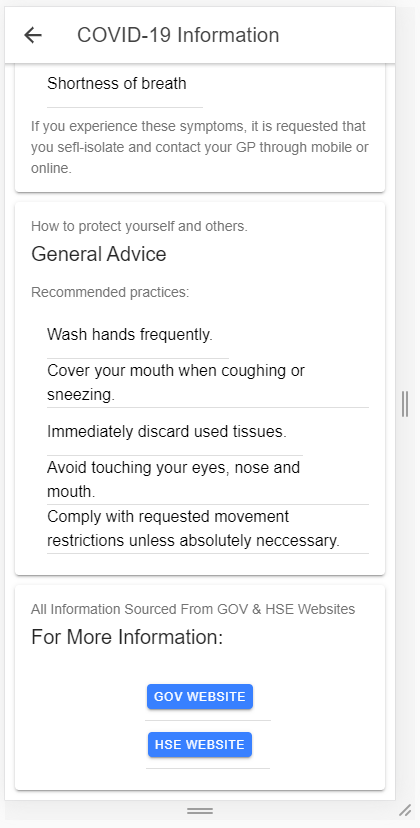 COVID-19 Information
Shortness of breath
If you experience these symptoms, it is requested that
you sefl-isolate and contact your GP through mobile or
online.
How to protect yourself and others.
General Advice
Recommended practices:
Wash hands frequently.
Cover your mouth when coughing or
sneezing.
Immediately discard used tissues.
Avoid touching your eyes, nose and
mouth.
Comply with requested movement
restrictions unless absolutely neccessary.
All Information Sourced From GOV & HSE Websites
For More Information:
GOV WEBSITE
HSE WEBSITE